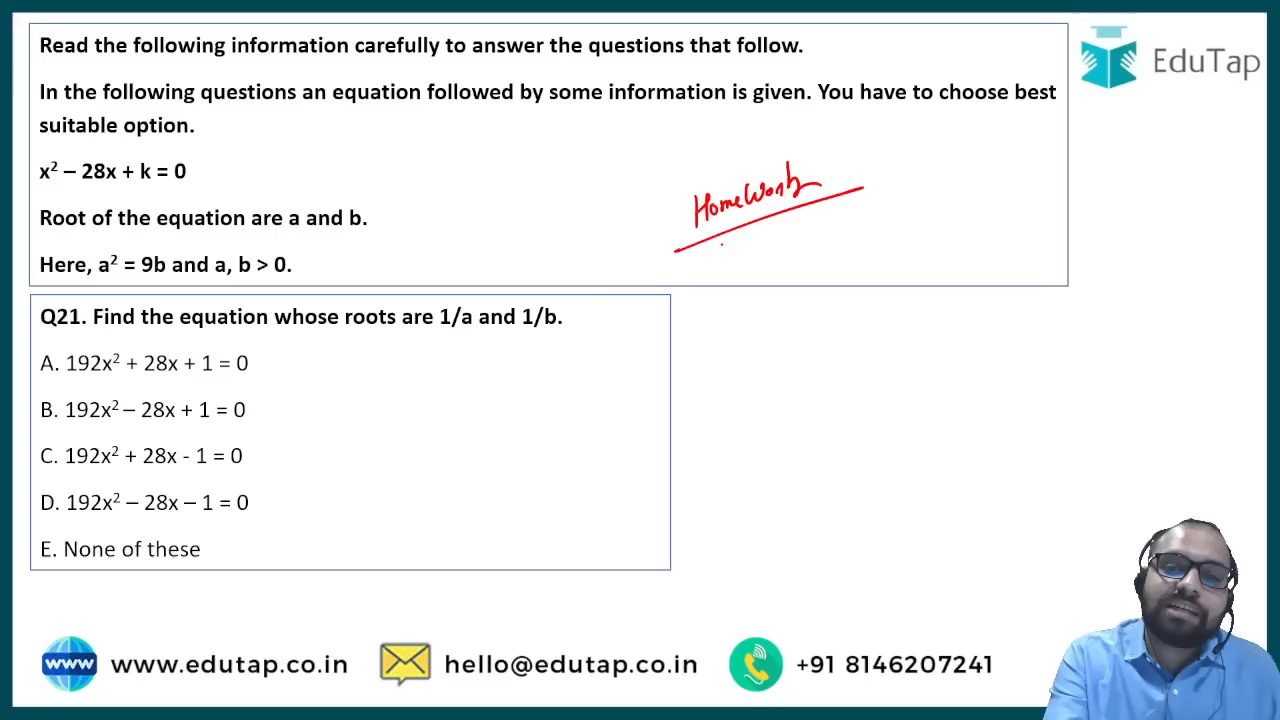 Read the following information carefully to answer the questions that follow.
In the following questions an equation followed by some information is given. You have to choose best
suitable option.
x² – 28x + k = 0
Root of the equation are a and b.
Here, a² = 9b and a, b > 0.
EduTap
HomeWork
Q21. Find the equation whose roots are 1/a and 1/b.
A. 192x² + 28x + 1 = 0
B. 192x² – 28x + 1 = 0
C. 192x² + 28x - 1 = 0
D. 192x² – 28x – 1 = 0
E. None of these
www www.edutap.co.in hello@edutap.co.in +91 8146207241